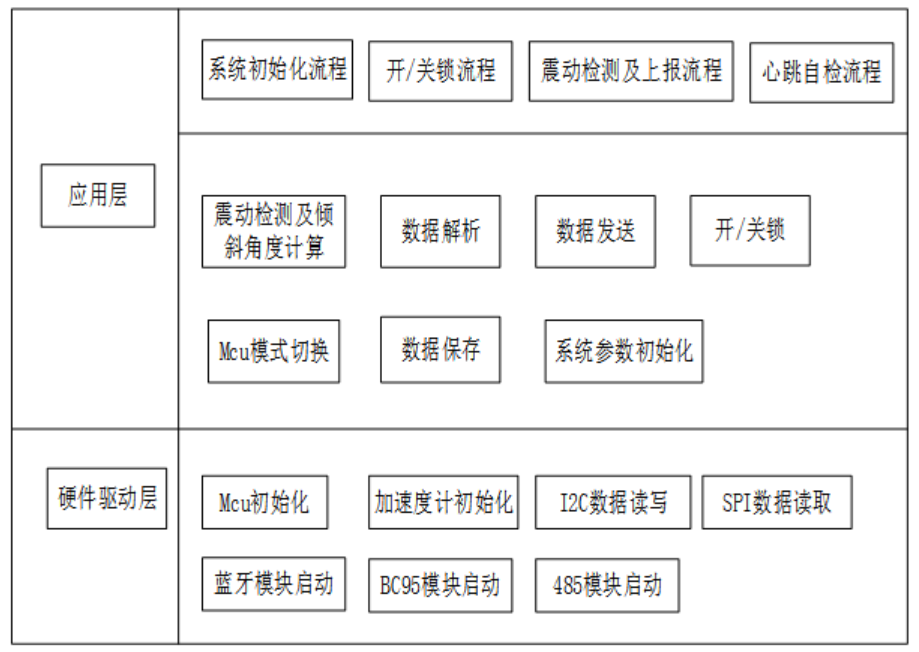 系统初始化流程
开/关锁流程
震动检测及上报流程
心跳自检流程
应用层
震动检测及倾
斜角度计算
数据解析
数据发送
开/关锁
Mcu模式切换
数据保存
系统参数初始化
硬件驱动层
Mcu初始化
加速度计初始化
I2C数据读写
SPI数据读取
蓝牙模块启动
BC95模块启动
485模块启动